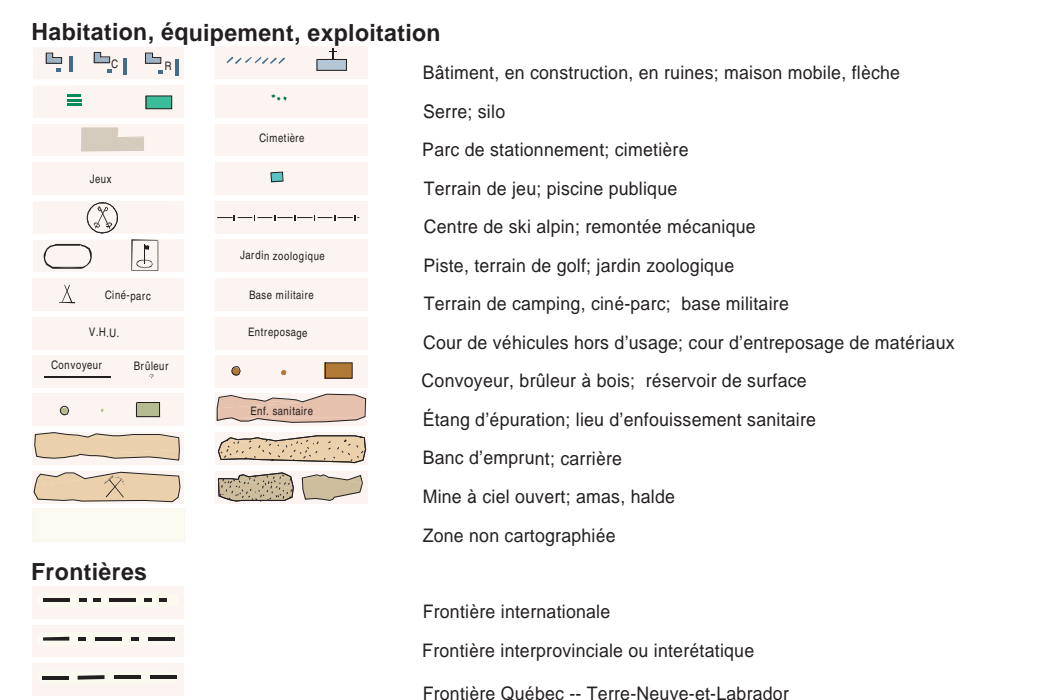 Habitation, équipement, exploitation
C R Bâtiment, en construction, en ruines; maison mobile, flèche
Serre; silo
Cimetière Parc de stationnement; cimetière
Jeux Terrain de jeu; piscine publique
Centre de ski alpin; remontée mécanique
Jardin zoologique Piste, terrain de golf; jardin zoologique
Ciné-parc Base militaire Terrain de camping, ciné-parc; base militaire
V.H.U. Entreposage Cour de véhicules hors d'usage; cour d'entreposage de matériaux
Convoyeur Brûleur Convoyeur, brûleur à bois; réservoir de surface
Enf. sanitaire Étang d'épuration; lieu d'enfouissement sanitaire
Banc d'emprunt; carrière
Mine à ciel ouvert; amas, halde
Zone non cartographiée
Frontières
Frontière internationale
Frontière interprovinciale ou interétatique
Frontière Québec -- Terre-Neuve-et-Labrador